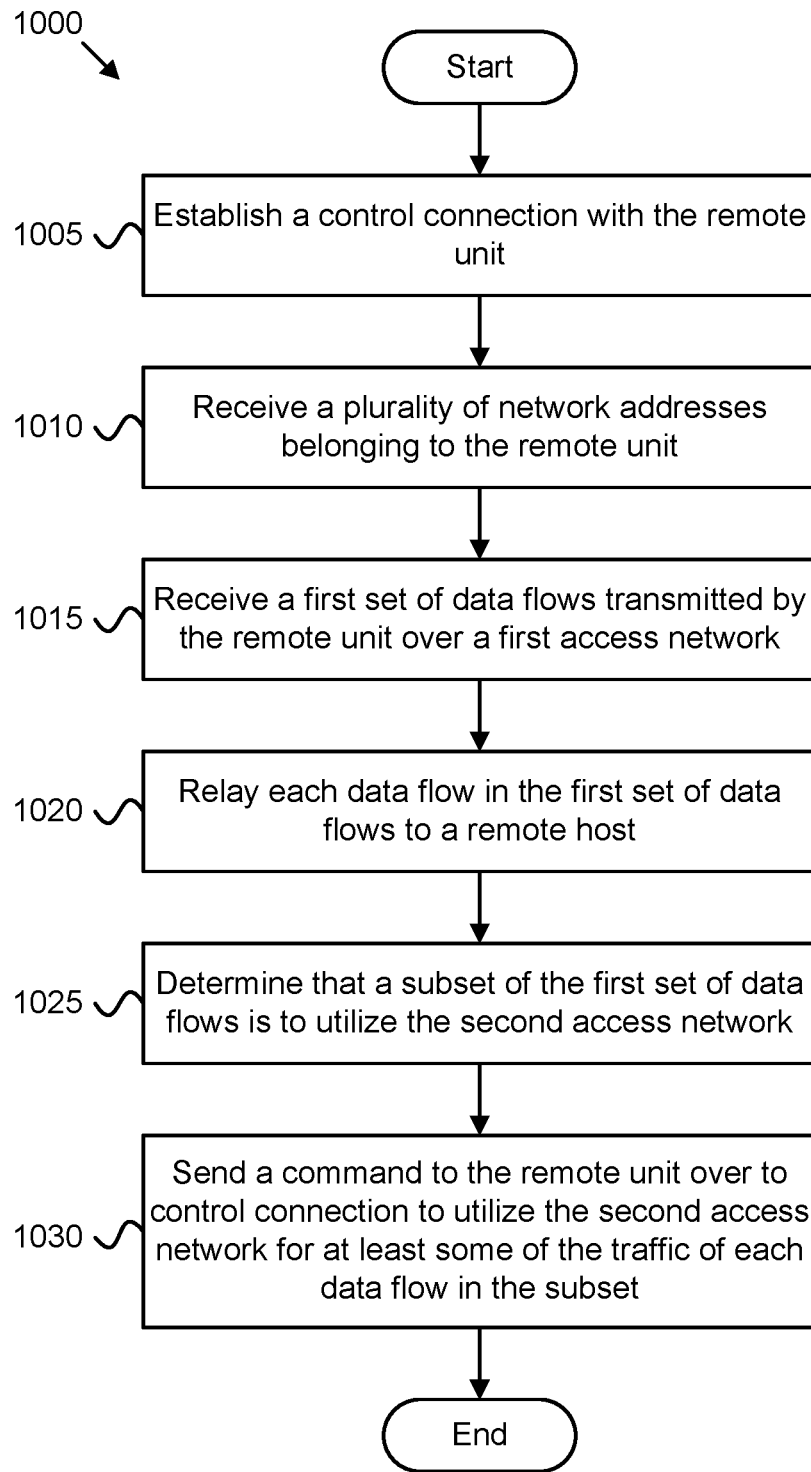 1000
Start
1005
Establish a control connection with the remote
unit
1010
Receive a plurality of network addresses
belonging to the remote unit
1015
Receive a first set of data flows transmitted by
the remote unit over a first access network
1020
Relay each data flow in the first set of data
flows to a remote host
1025
Determine that a subset of the first set of data
flows is to utilize the second access network
1030
Send a command to the remote unit over to
control connection to utilize the second access
network for at least some of the traffic of each
data flow in the subset
End